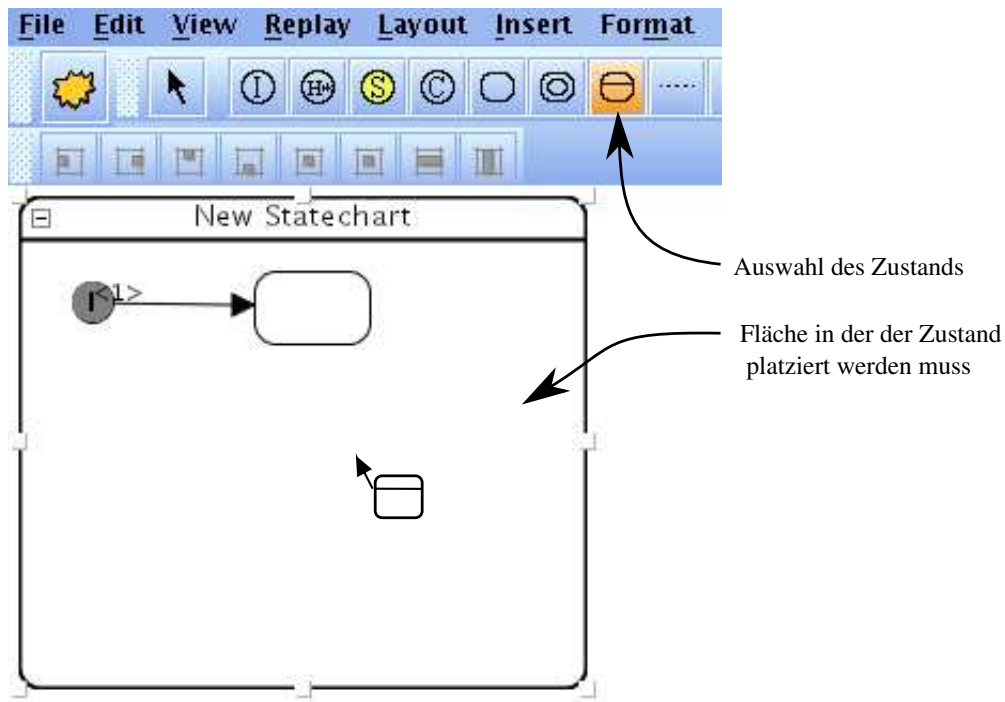 File Edit View Replay Layout Insert Format
I H* S C
New Statechart
I <1>
Auswahl des Zustands
Fläche in der der Zustand
platziert werden muss